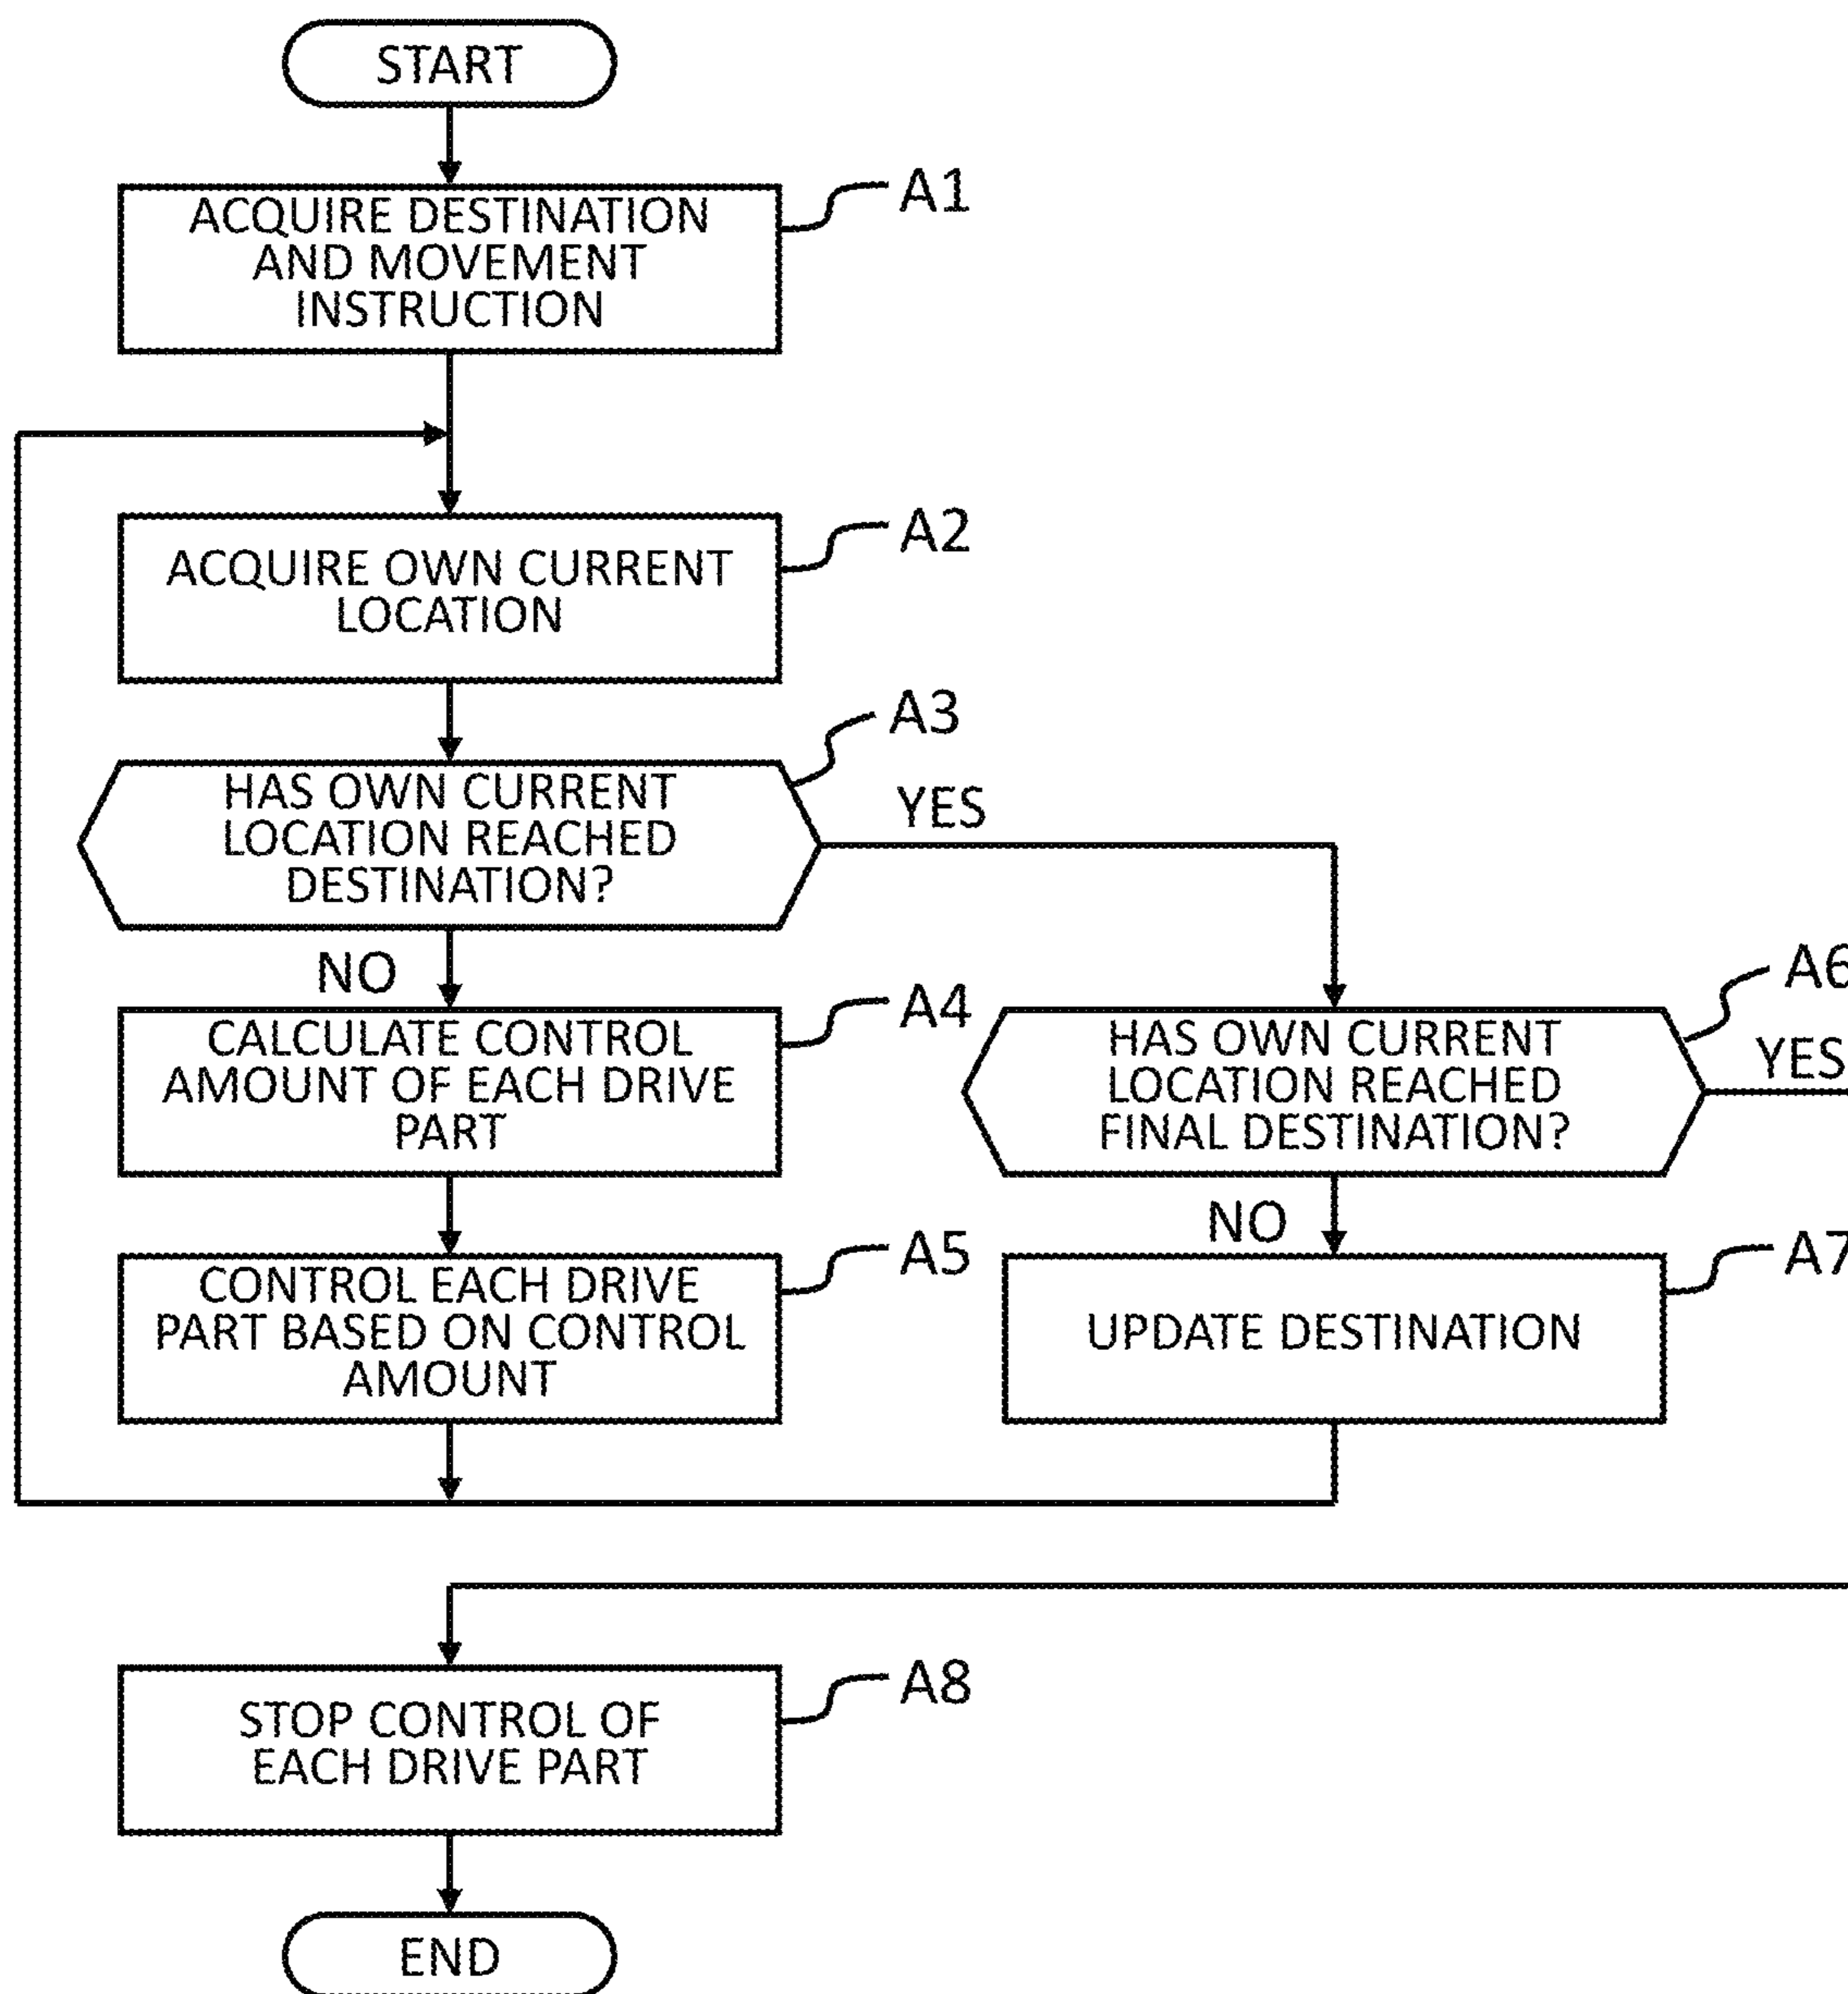 START
A1
ACQUIRE DESTINATION
AND MOVEMENT
INSTRUCTION
A2
ACQUIRE OWN CURRENT
LOCATION
A3
HAS OWN CURRENT
LOCATION REACHED
DESTINATION?
YES
NO
A4
CALCULATE CONTROL
AMOUNT OF EACH DRIVE
PART
A5
CONTROL EACH DRIVE
PART BASED ON CONTROL
AMOUNT
A6
HAS OWN CURRENT
LOCATION REACHED
FINAL DESTINATION?
YES
NO
A7
UPDATE DESTINATION
A8
STOP CONTROL OF
EACH DRIVE PART
END